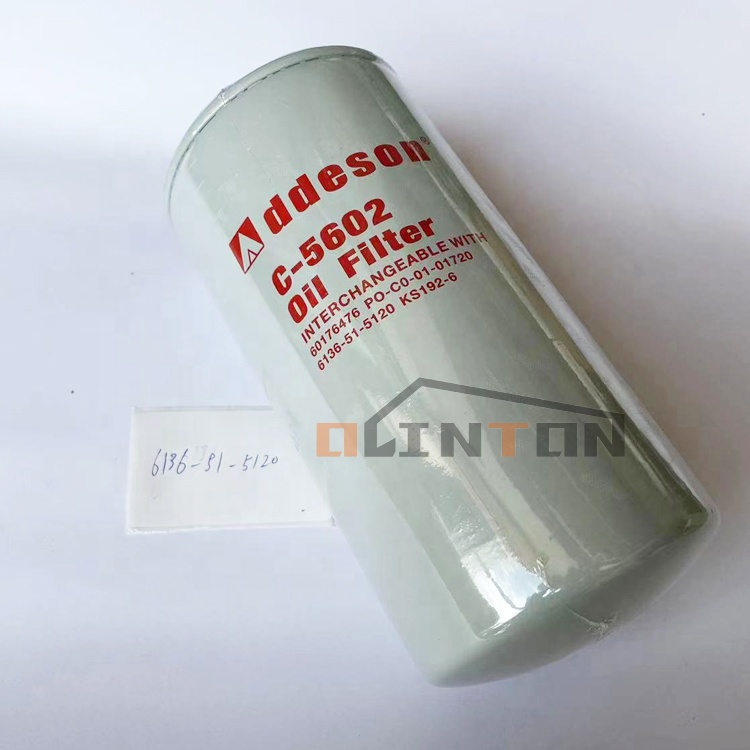 Addeson®
C-5602
Oil Filter
INTERCHANGEABLE WITH
60176476 PO-C0-01-01720
6136-51-5120 KS192-6
OLINTON
6136-51-5120